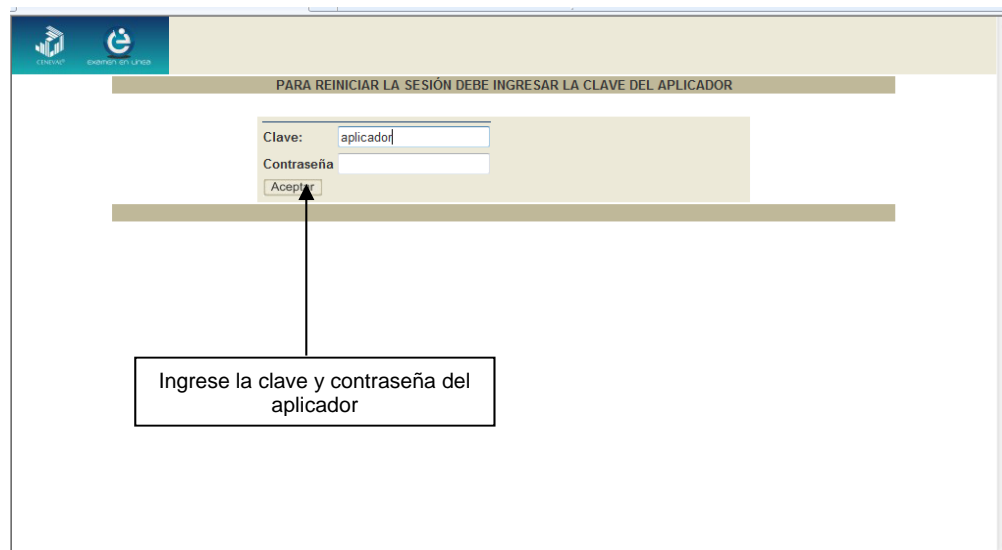 CENEVAL®
examen en Línea
PARA REINICIAR LA SESIÓN DEBE INGRESAR LA CLAVE DEL APLICADOR
Clave: aplicador
Contraseña
Aceptar
Ingrese la clave y contraseña del
aplicador